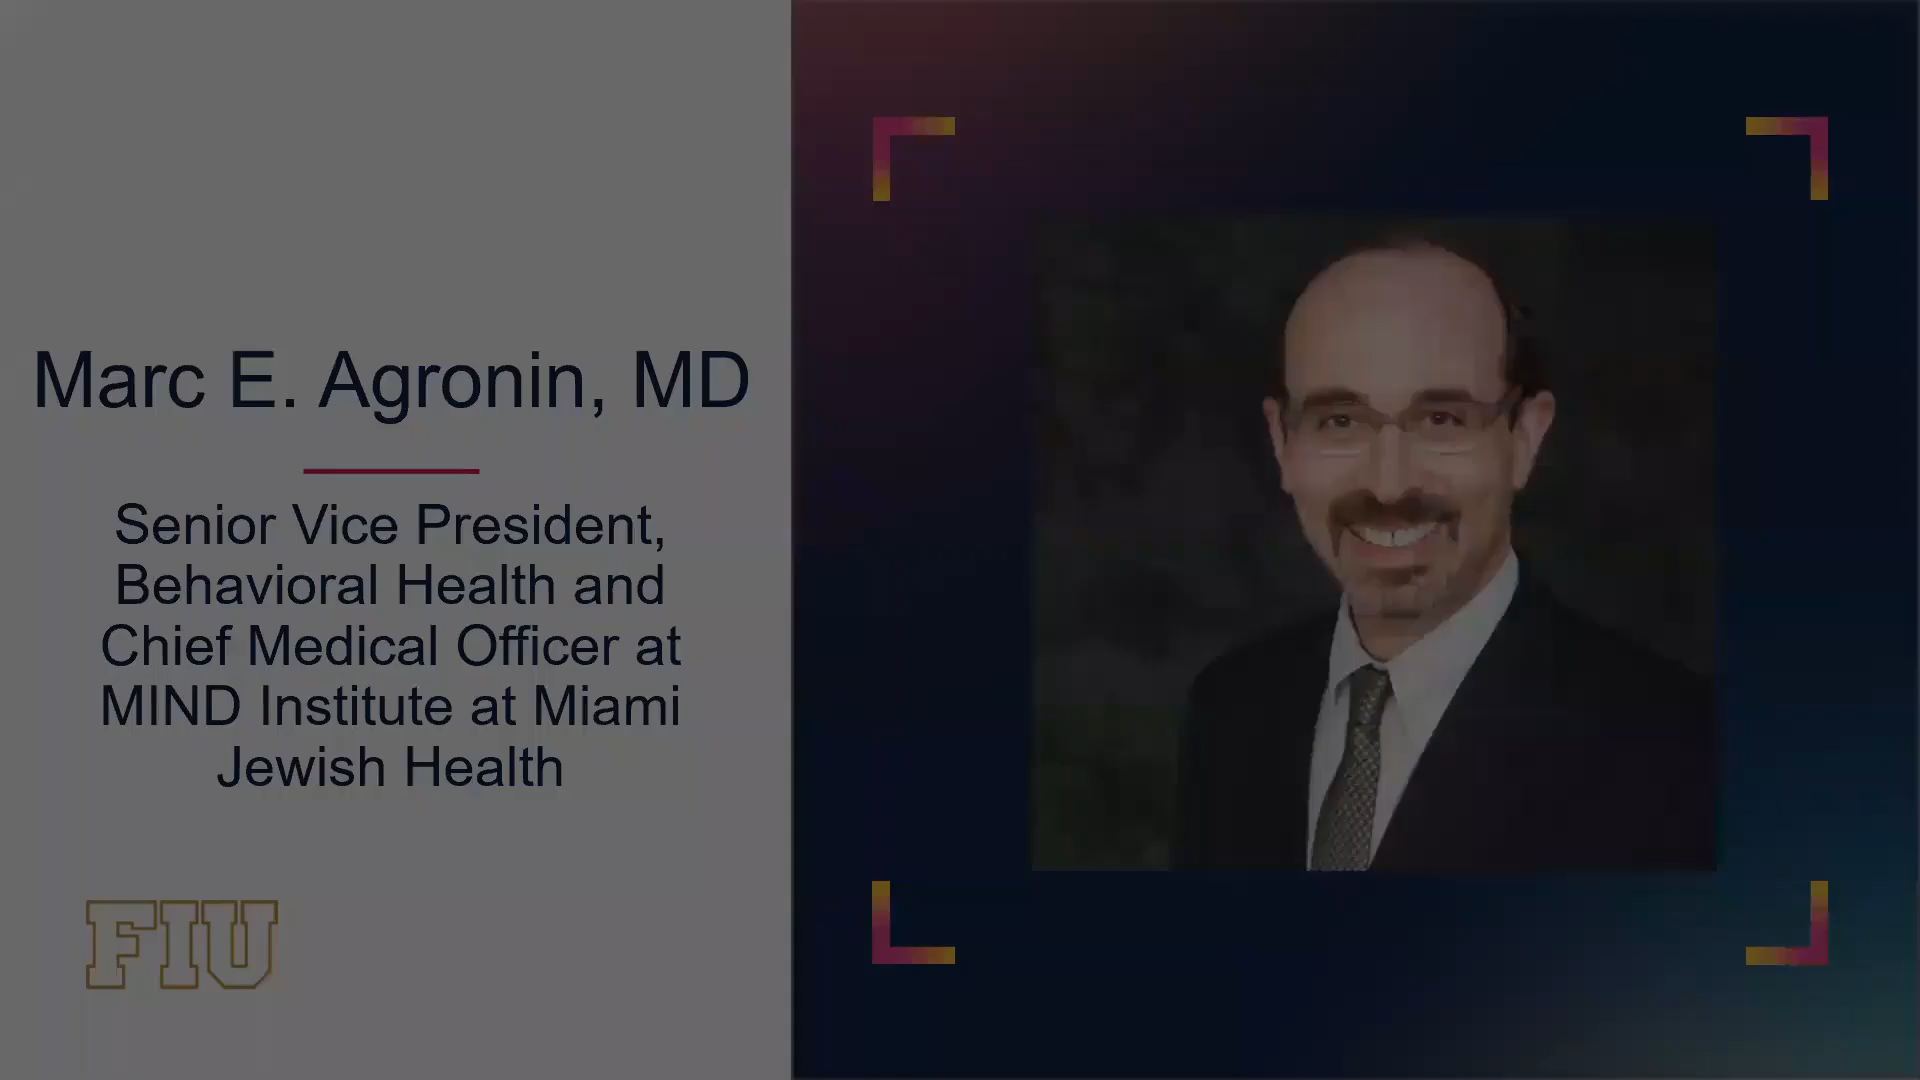 Marc E. Agronin, MD
Senior Vice President,
Behavioral Health and
Chief Medical Officer at
MIND Institute at Miami
Jewish Health
FIU